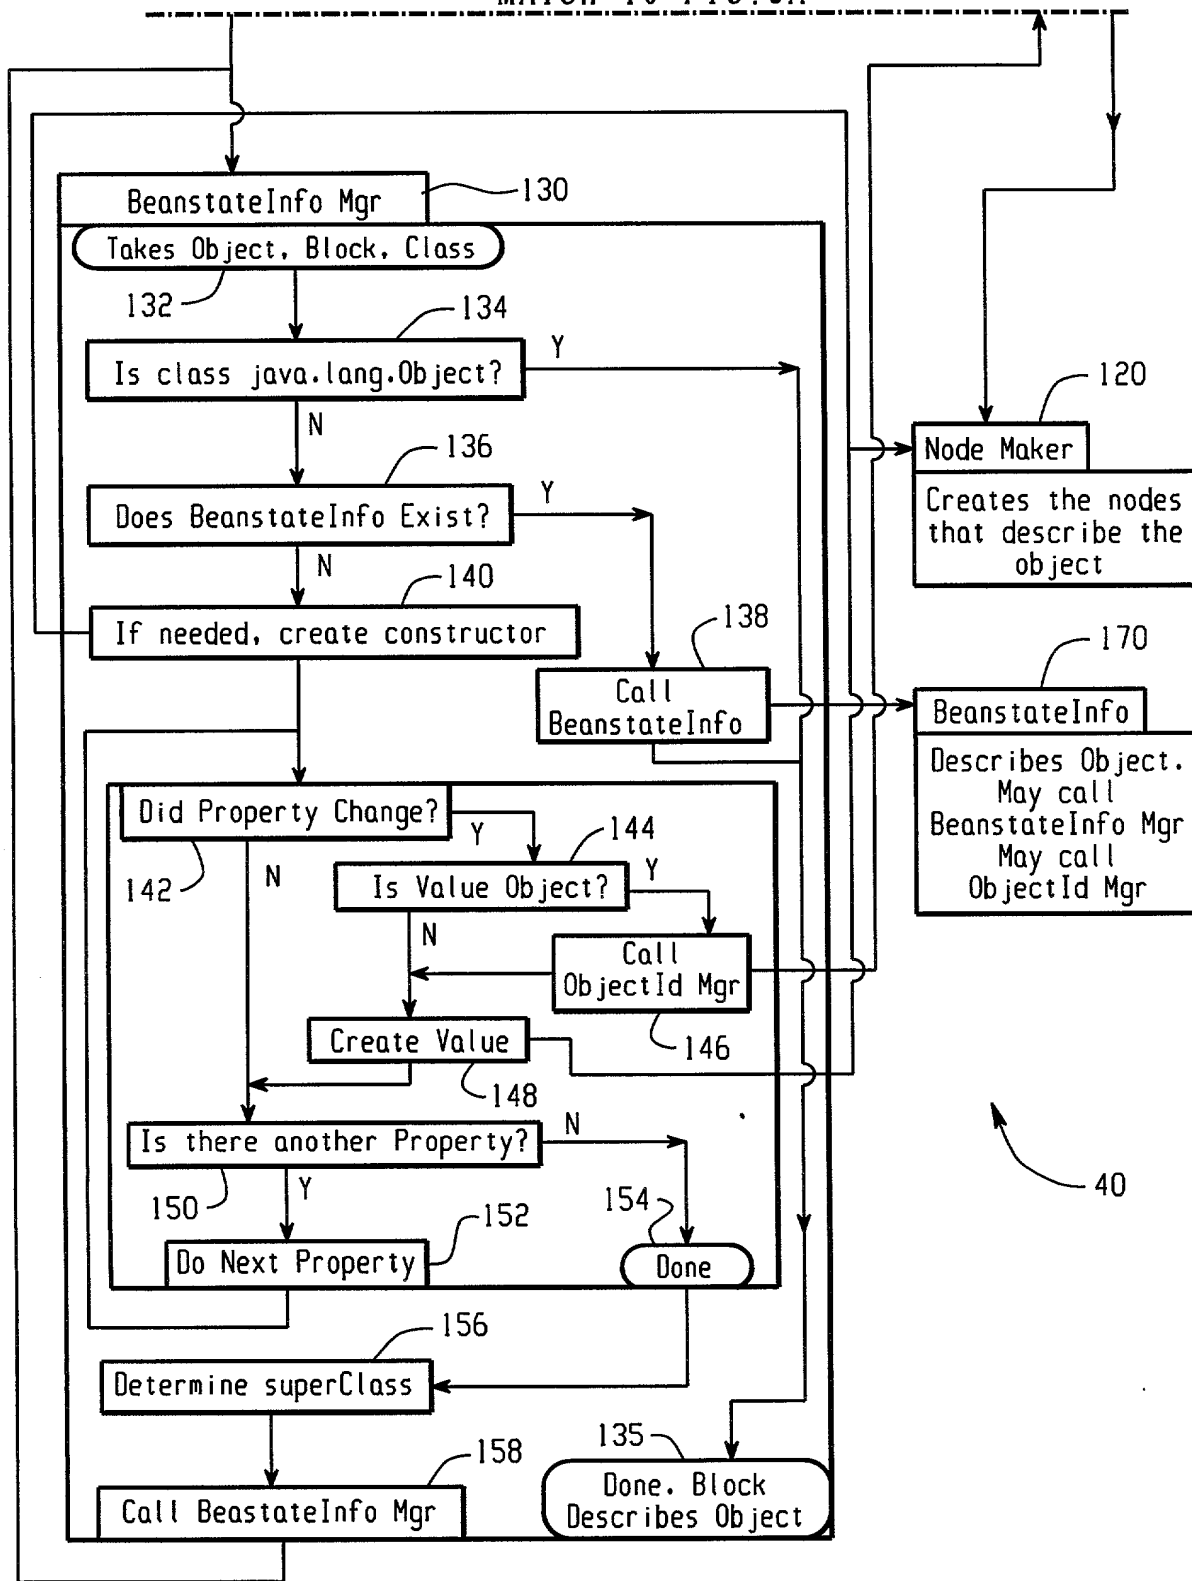 BeanstateInfo Mgr
130
Takes Object, Block, Class
132
134
Is class java.lang.Object?
Y
N
136
Does BeanstateInfo Exist?
Y
N
140
If needed, create constructor
138
Call
BeanstateInfo
120
Node Maker
Creates the nodes
that describe the
object
170
BeanstateInfo
Describes Object.
May call
BeanstateInfo Mgr
May call
ObjectId Mgr
Did Property Change?
142
Y
N
144
Is Value Object?
Y
N
Call
ObjectId Mgr
146
Create Value
148
Is there another Property?
N
150
Y
152
Do Next Property
154
Done
40
156
Determine superClass
158
Call BeastateInfo Mgr
135
Done. Block
Describes Object